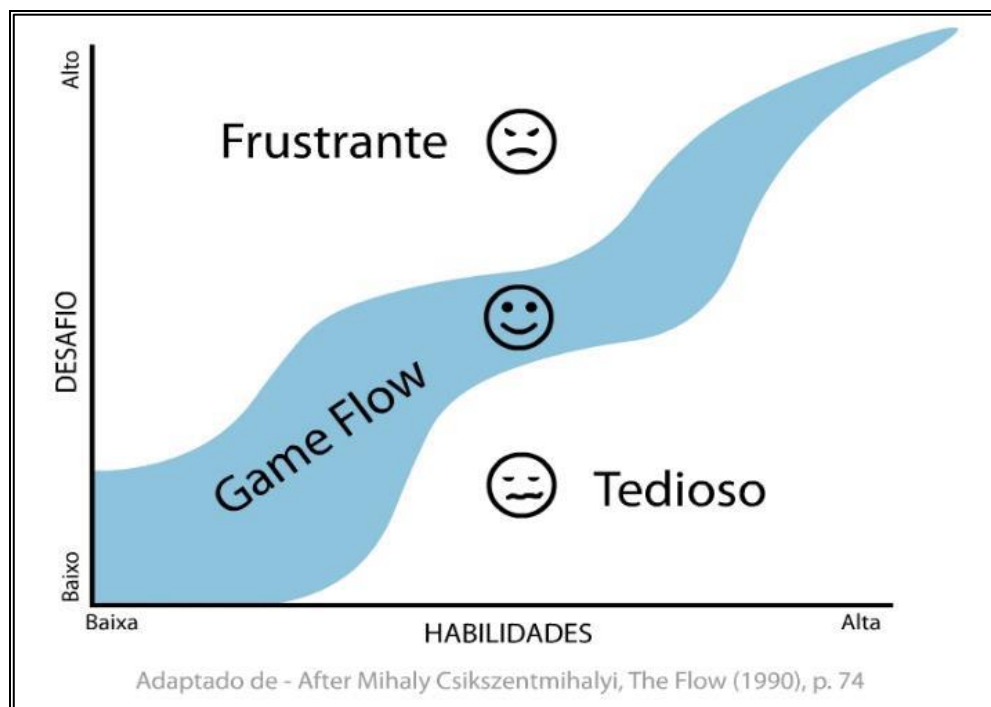 Alto
Frustrante
DESAFIO
Game Flow
Tedioso
Baixo
Baixa
HABILIDADES
Alta
Adaptado de - After Mihaly Csikszentmihalyi, The Flow (1990), p. 74